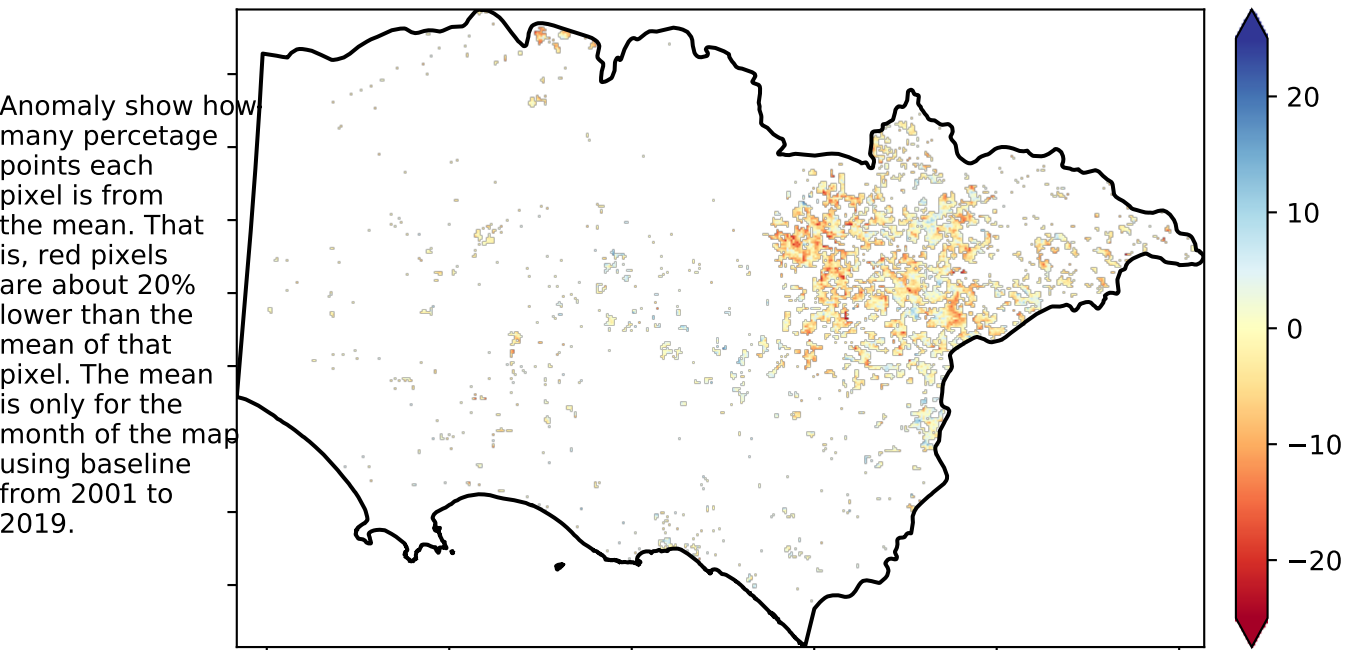 Anomaly show how
many percetage
points each
pixel is from
the mean. That
is, red pixels
are about 20%
lower than the
mean of that
pixel. The mean
is only for the
month of the map
using baseline
from 2001 to
2019.
20
10
0
−10
−20